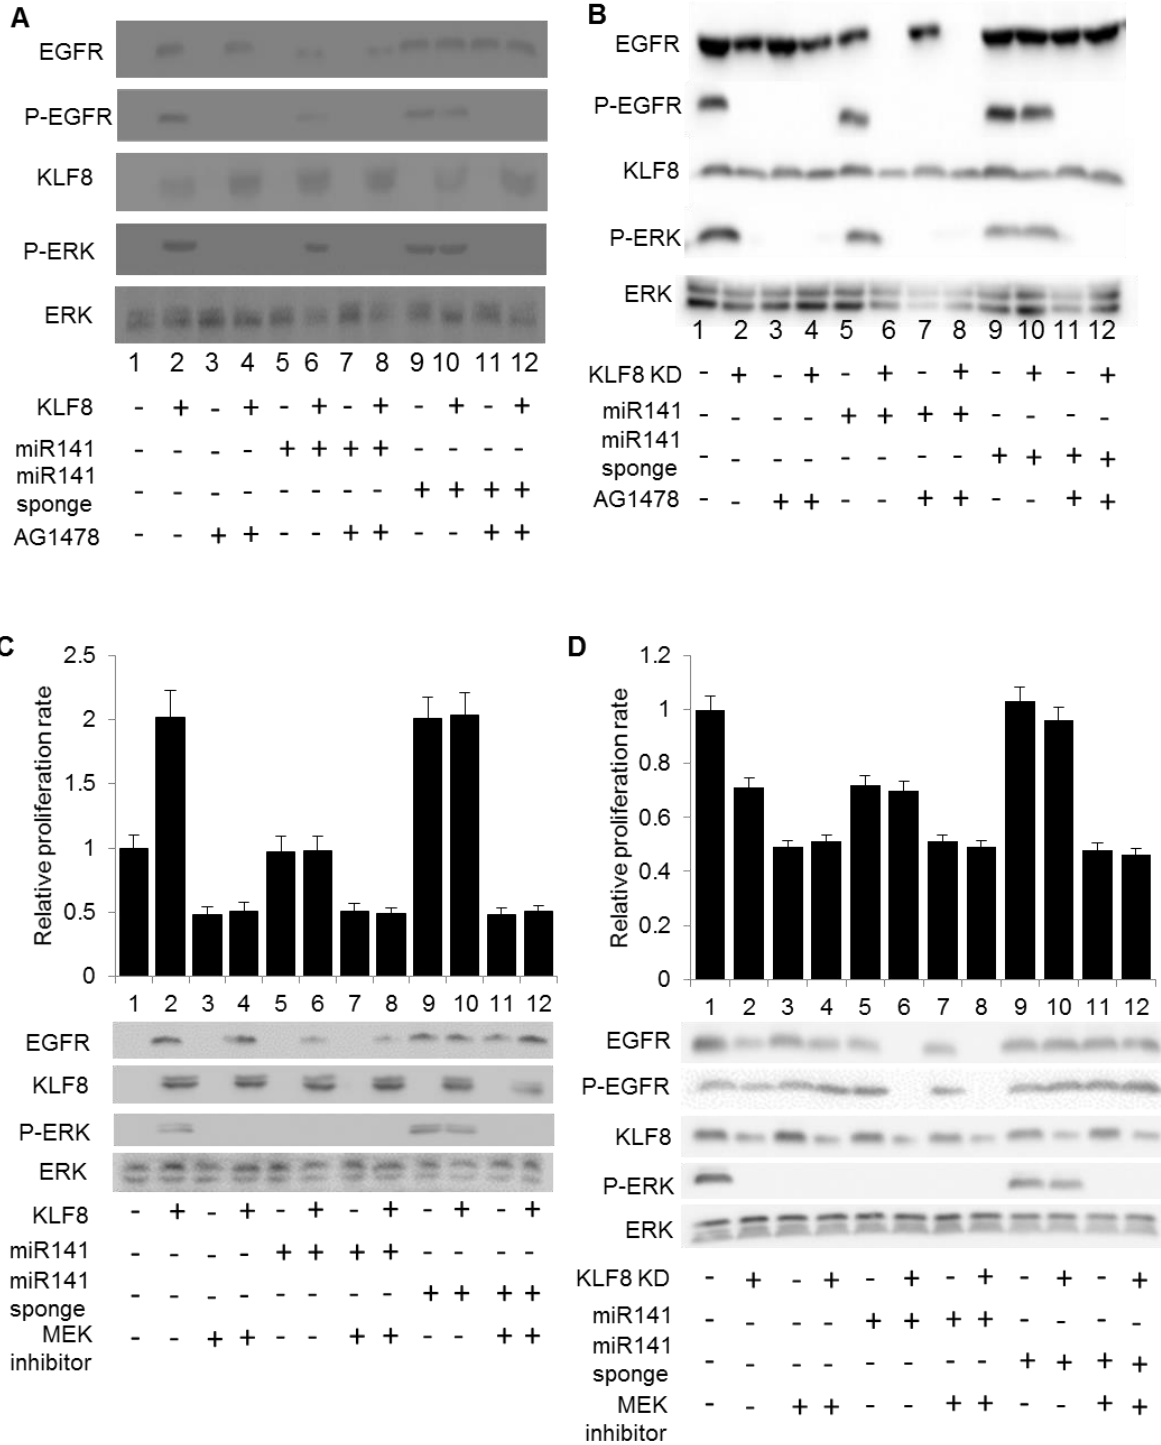 A
EGFR
P-EGFR
KLF8
P-ERK
ERK
1 2 3 4 5 6 7 8 9 10 11 12
KLF8 - + - + - + - + - + - +
miR141 - - - - + + + + - - - -
miR141
sponge - - - - - - - - + + + +
AG1478 - - + + - - + + - - + +
B
EGFR
P-EGFR
KLF8
P-ERK
ERK
1 2 3 4 5 6 7 8 9 10 11 12
KLF8 KD - + - + - + - + - + - +
miR141 - - - - + + + + - - - -
miR141
sponge - - - - - - - - + + + +
AG1478 - - + + - - + + - - + +
C
Relative proliferation rate
2.5
2
1.5
1
0.5
0
1 2 3 4 5 6 7 8 9 10 11 12
EGFR
KLF8
P-ERK
ERK
KLF8 - + - + - + - + - + - +
miR141 - - - - + + + + - - - -
miR141
sponge - - - - - - - - + + + +
MEK - - + + - - + + - - + +
inhibitor
D
Relative proliferation rate
1.2
1
0.8
0.6
0.4
0.2
0
1 2 3 4 5 6 7 8 9 10 11 12
EGFR
P-EGFR
KLF8
P-ERK
ERK
KLF8 KD - + - + - + - + - + - +
miR141 - - - - + + + + - - - -
miR141
sponge - - - - - - - - + + + +
MEK - - + + - - + + - - + +
inhibitor